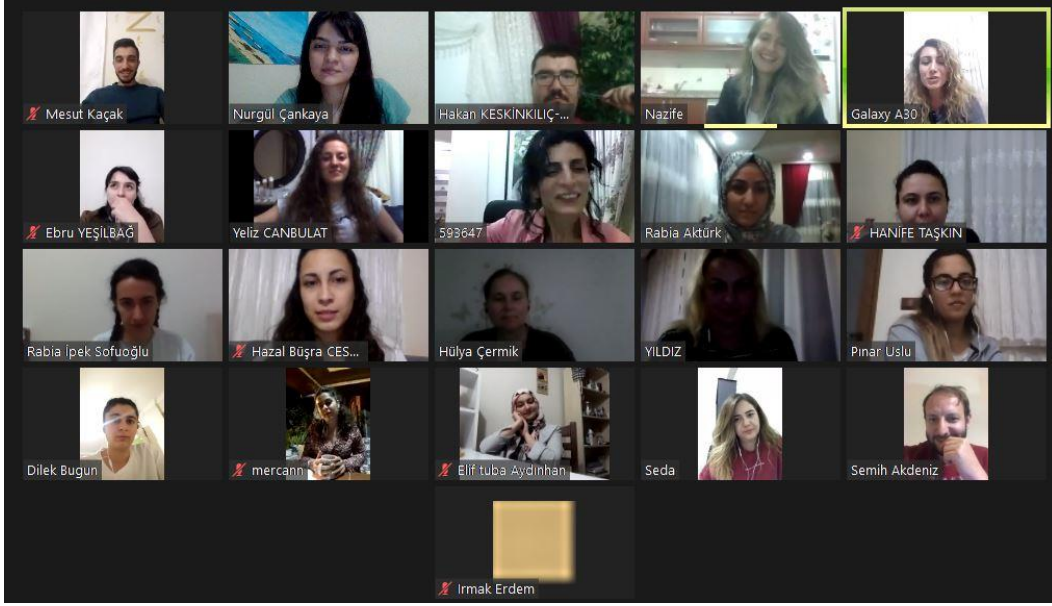 Mesut Kaçak
Nurgül Çankaya
Hakan KESKİNKILIÇ-...
Nazife
Galaxy A30
Ebru YEŞİLBAĞ
Yeliz CANBULAT
593647
Rabia Aktürk
HANİFE TAŞKIN
Rabia İpek Sofuoğlu
Hazal Büşra CES...
Hülya Çermik
YILDIZ
Pınar Uslu
Dilek Bugun
mercann
Elif tuba Aydınhan
Seda
Semih Akdeniz
Irmak Erdem